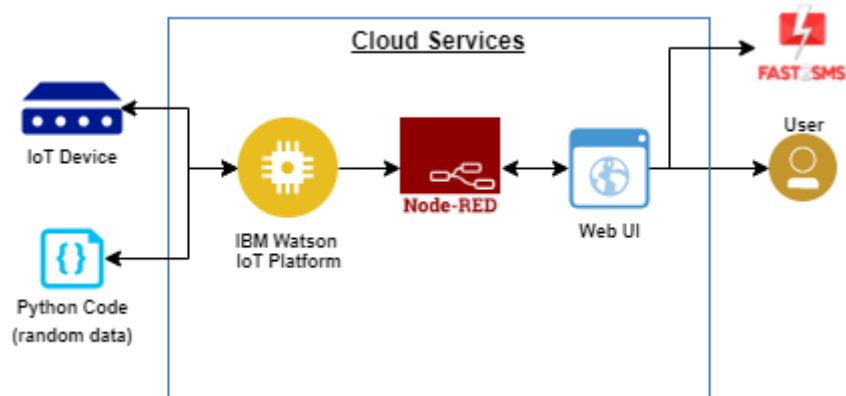 Cloud Services
FAST2SMS
IoT Device
User
Node-RED
Web UI
IBM Watson
IoT Platform
Python Code
(random data)